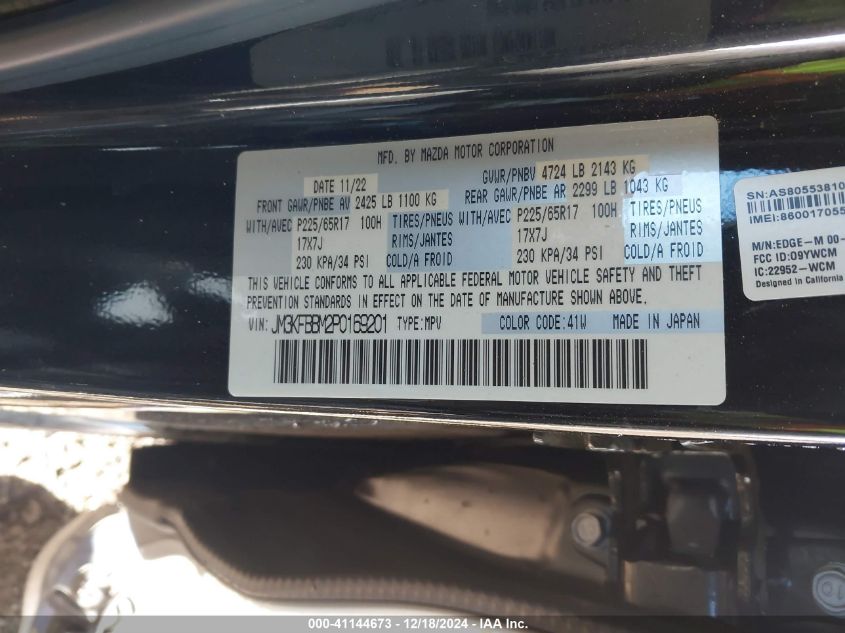 MFD. BY MAZDA MOTOR CORPORATION
DATE 11/22 GVWR/PNBV 4724 LB 2143 KG
FRONT GAWR/PNBE AV 2425 LB 1100 KG REAR GAWR/PNBE AR 2299 LB 1043 KG
WITH/AVEC P225/65R17 100H TIRES/PNEUS WITH/AVEC P225/65R17 100H TIRES/PNEUS
17X7J RIMS/JANTES 17X7J RIMS/JANTES
230 KPA/34 PSI COLD/A FROID 230 KPA/34 PSI COLD/A FROID
THIS VEHICLE CONFORMS TO ALL APPLICABLE FEDERAL MOTOR VEHICLE SAFETY AND THEFT
PREVENTION STANDARDS IN EFFECT ON THE DATE OF MANUFACTURE SHOWN ABOVE.
VIN: JM3KFBBM2P0169201 TYPE:MPV COLOR CODE:41W MADE IN JAPAN
SN:AS80553810
IMEI:860017055
M/N:EDGE-M 00-
FCC ID:O9YWCM
IC:22952-WCM
Designed in California
000-41144673 / 12/18/2024 - IAA Inc.